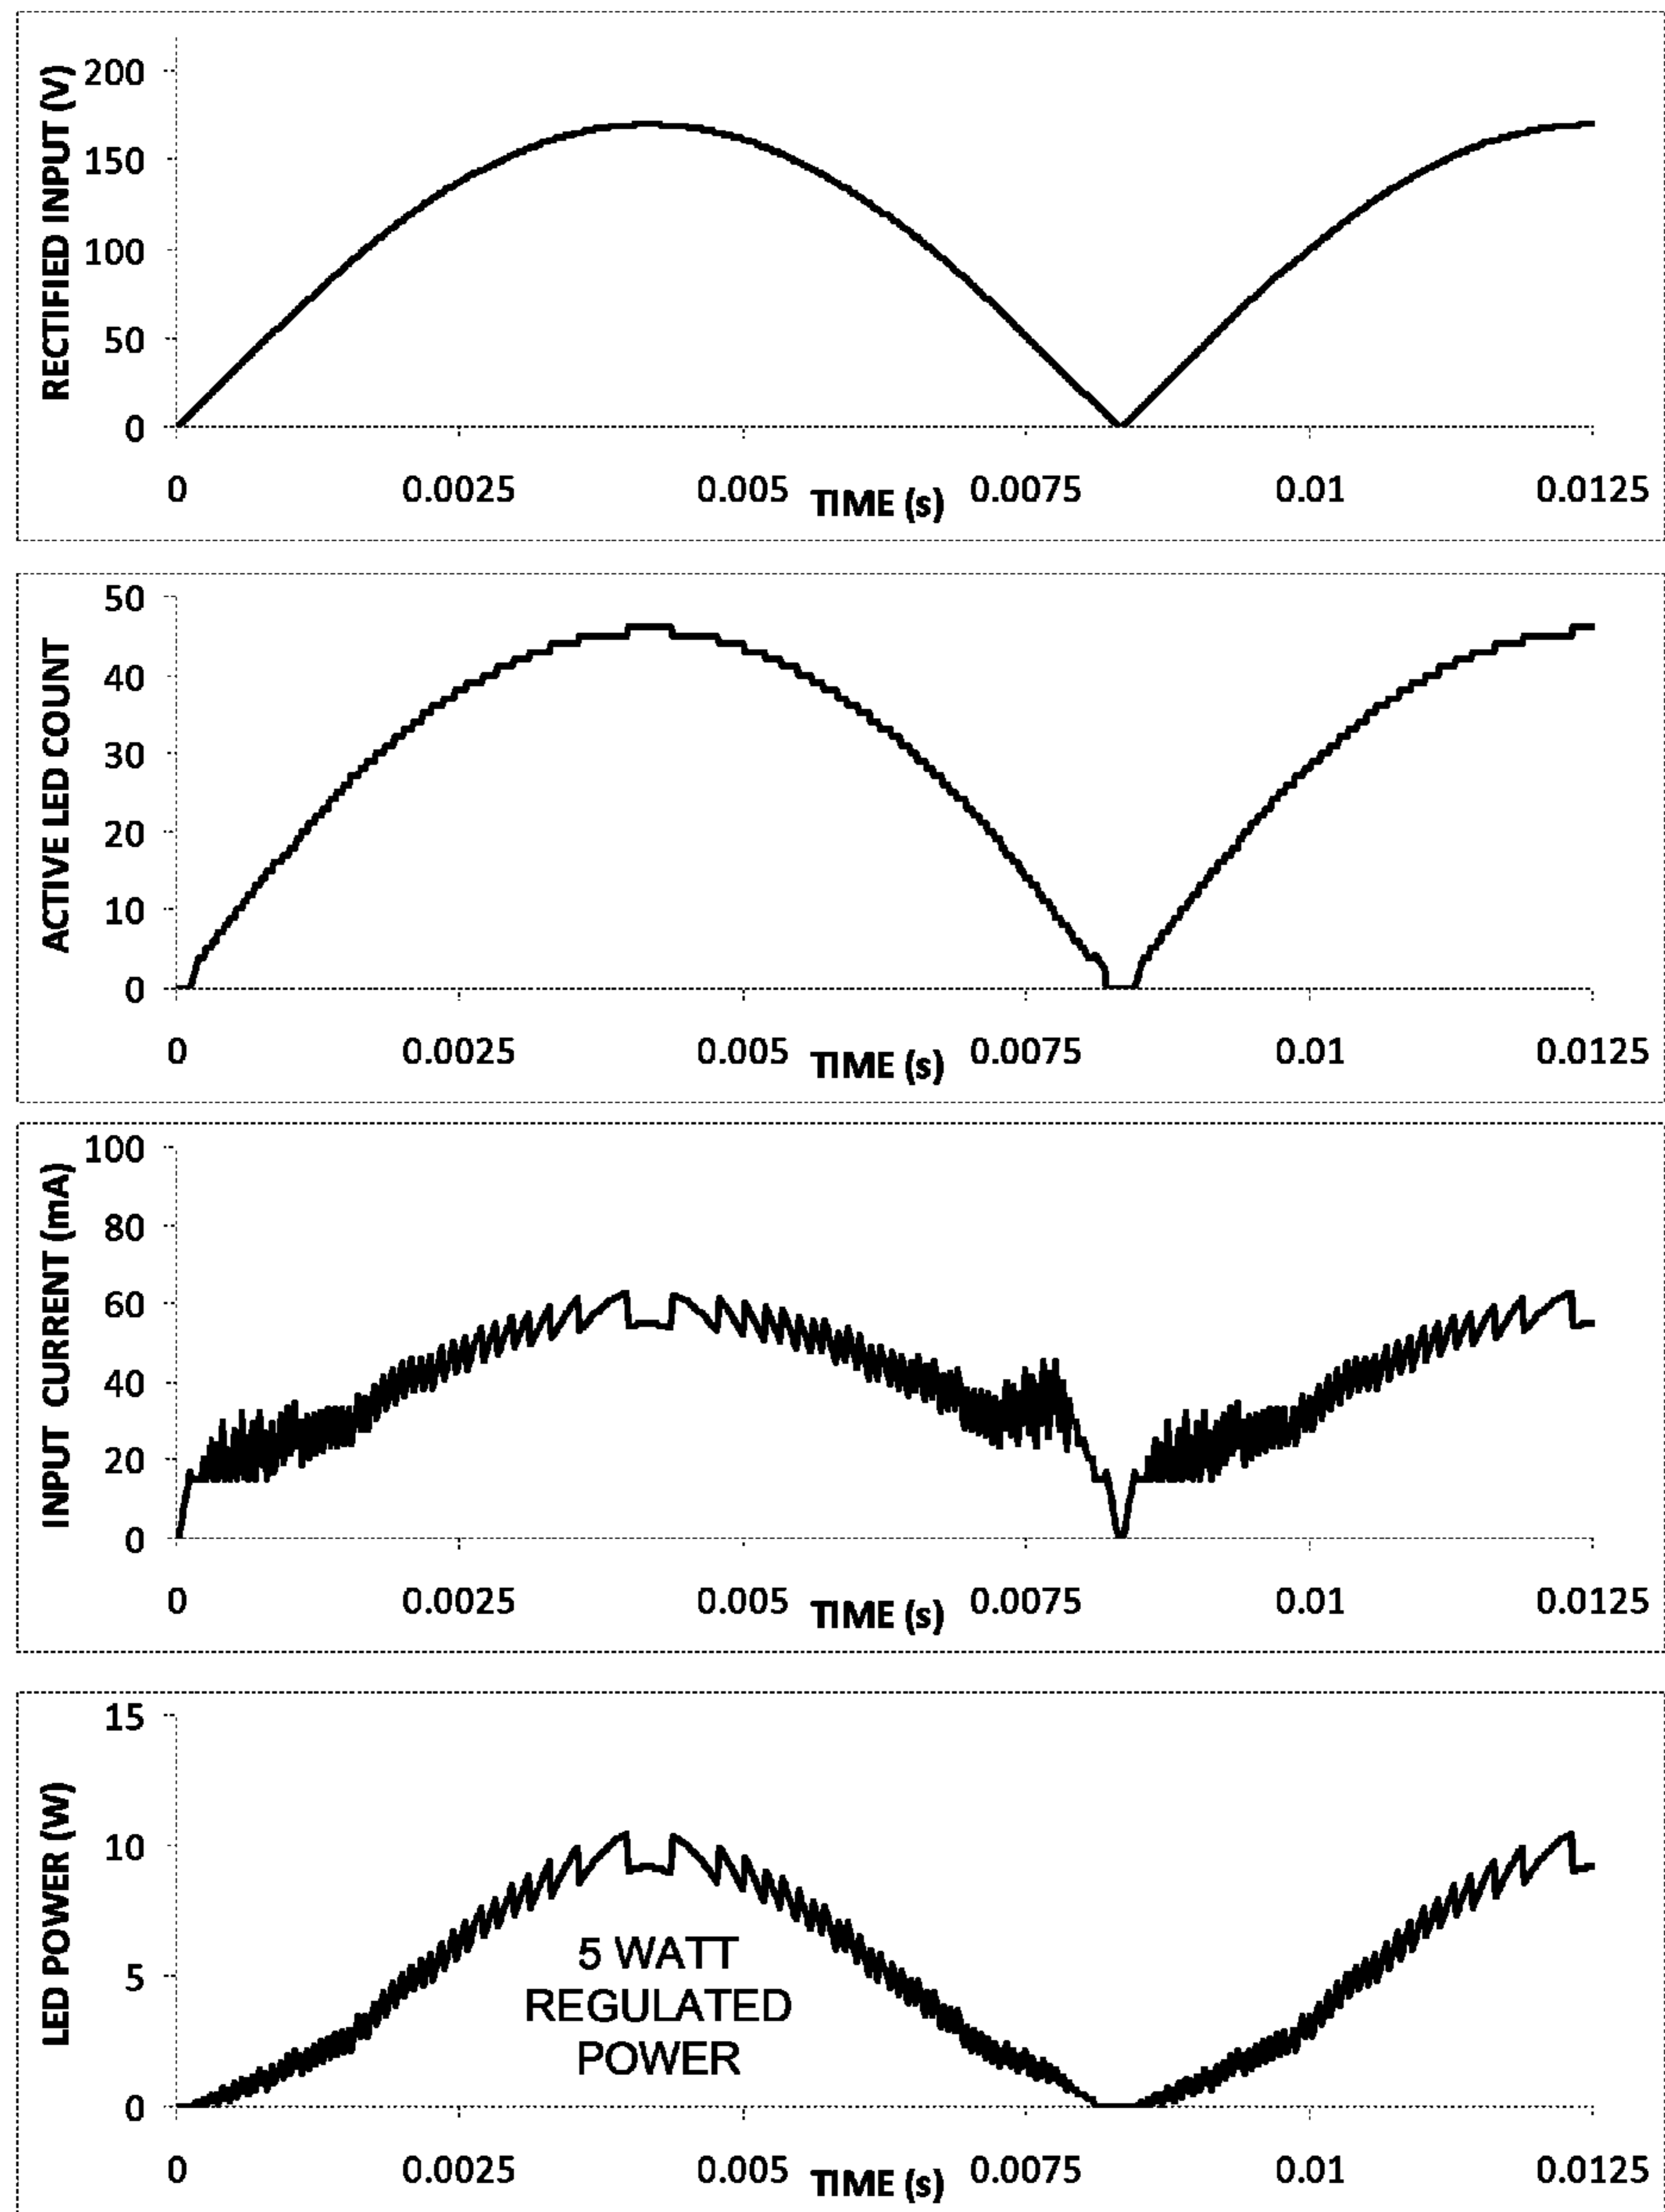 RECTIFIED INPUT (V)
200
150
100
50
0
0 0.0025 0.005 TIME (s) 0.0075 0.01 0.0125
ACTIVE LED COUNT
50
40
30
20
10
0
0 0.0025 0.005 TIME (s) 0.0075 0.01 0.0125
INPUT CURRENT (mA)
100
80
60
40
20
0
0 0.0025 0.005 TIME (s) 0.0075 0.01 0.0125
LED POWER (W)
15
10
5
0
5 WATT
REGULATED
POWER
0 0.0025 0.005 TIME (s) 0.0075 0.01 0.0125